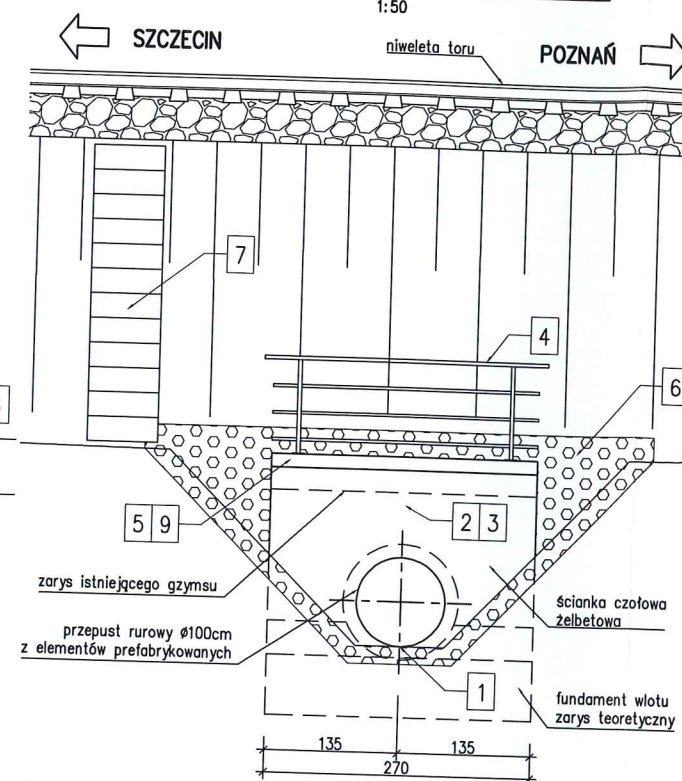 1:50
SZCZECIN
niweleta toru
POZNAŃ
7
4
6
5 9
2 3
zarys istniejącego gzymsu
przepust rurowy ø100cm
z elementów prefabrykowanych
ścianka czołowa
żelbetowa
1
fundament wlotu
zarys teoretyczny
135
135
270